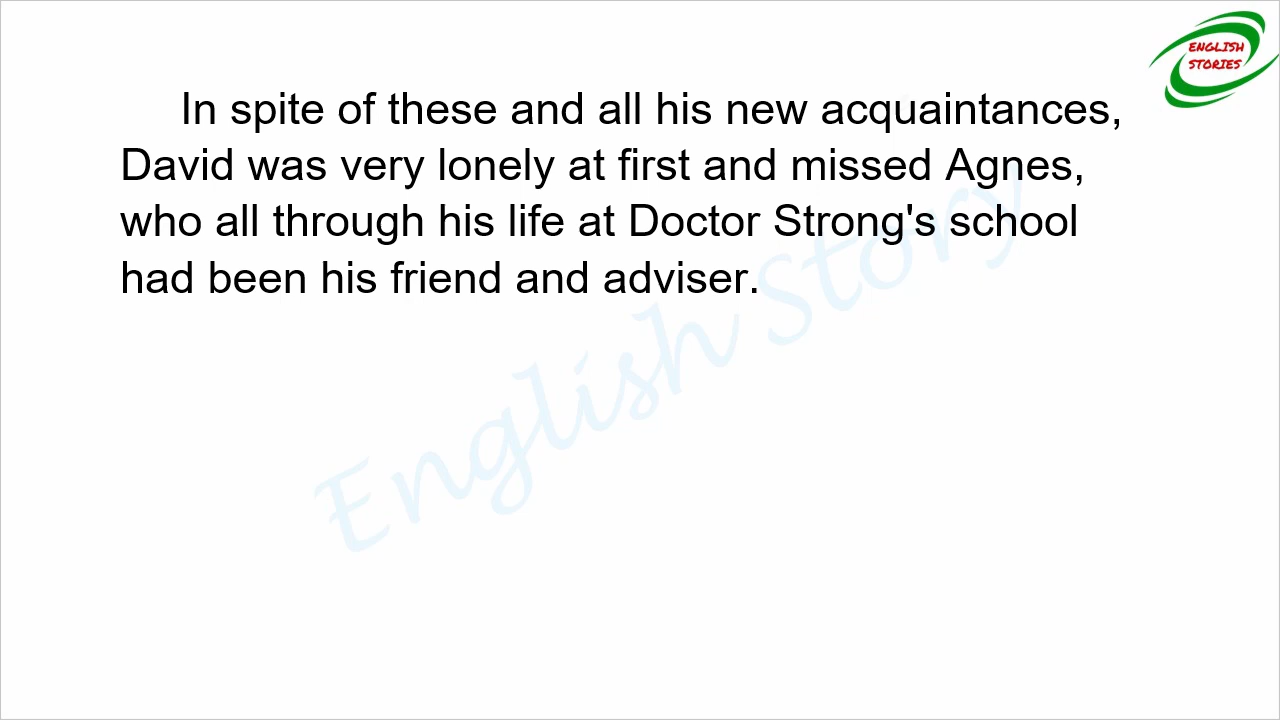 ENGLISH
STORIES
In spite of these and all his new acquaintances,
David was very lonely at first and missed Agnes,
who all through his life at Doctor Strong's school
had been his friend and adviser.
English Story